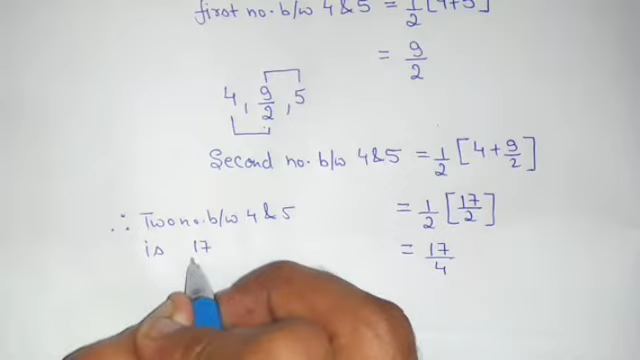 first no. b/w 4 & 5 = 1/2 [4+5]
= 9/2
4, 9/2, 5
Second no. b/w 4 & 5 = 1/2 [4 + 9/2]
∴ Two no. b/w 4 & 5 = 1/2 [17/2]
is 17 = 17/4